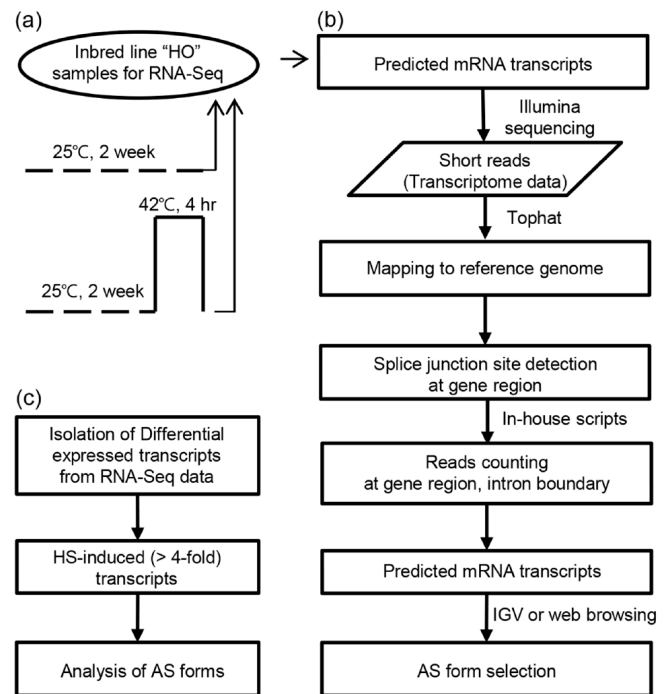 (a)
Inbred line “HO”
samples for RNA-Seq
25℃, 2 week
42℃, 4 hr
25℃, 2 week
(b)
Predicted mRNA transcripts
Illumina
sequencing
Short reads
(Transcriptome data)
Tophat
Mapping to reference genome
Splice junction site detection
at gene region
In-house scripts
Reads counting
at gene region, intron boundary
Predicted mRNA transcripts
IGV or web browsing
AS form selection
(c)
Isolation of Differential
expressed transcripts
from RNA-Seq data
HS-induced (> 4-fold)
transcripts
Analysis of AS forms